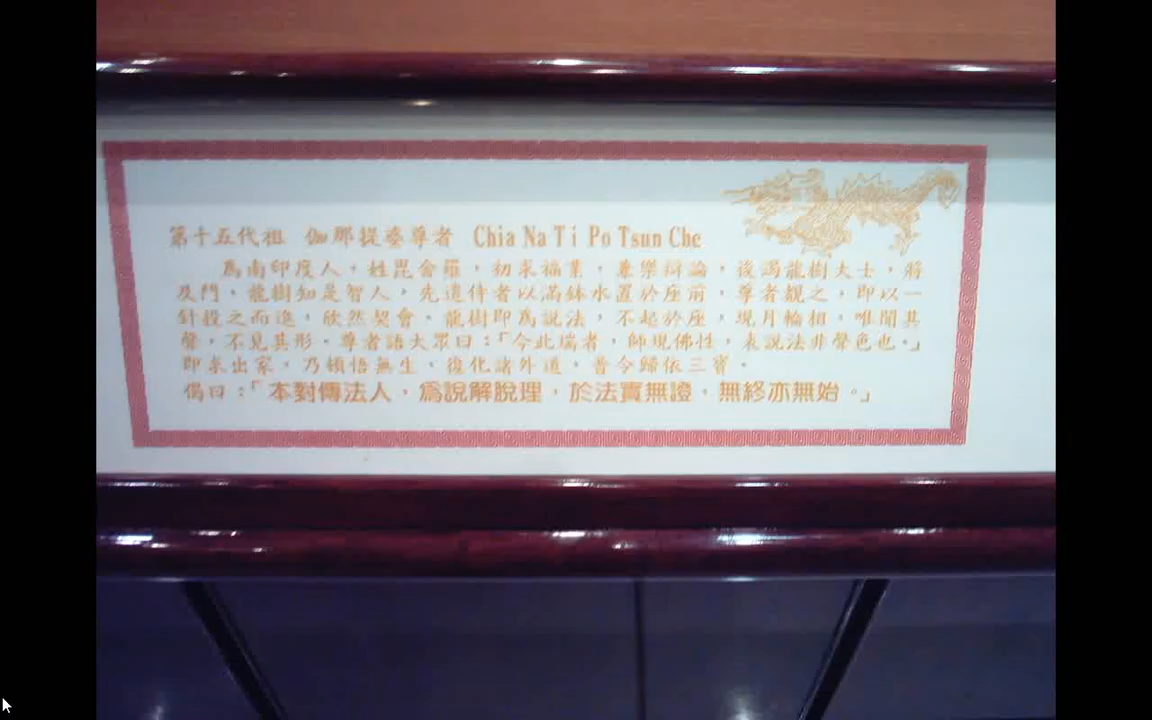 第十五代祖 伽那提婆尊者 Chia Na Ti Po Tsun Che
爲南印度人，姓毘舍羅，初求福業，兼樂辯論，後謁龍樹大士，將
及門，龍樹知是智人，先遣侍者以滿鉢水置於座前，尊者覩之，即以一
針投之而進，欣然契會，龍樹即爲說法，不起於座，現月輪相，唯聞其
聲，不見其形。尊者語大眾曰：「今此瑞者，師現佛性，表說法非聲色也。」
即求出家，乃頓悟無生，復化諸外道，皆令歸依三寶。
偈曰：「本對傳法人，爲說解脫理，於法實無證，無終亦無始。」